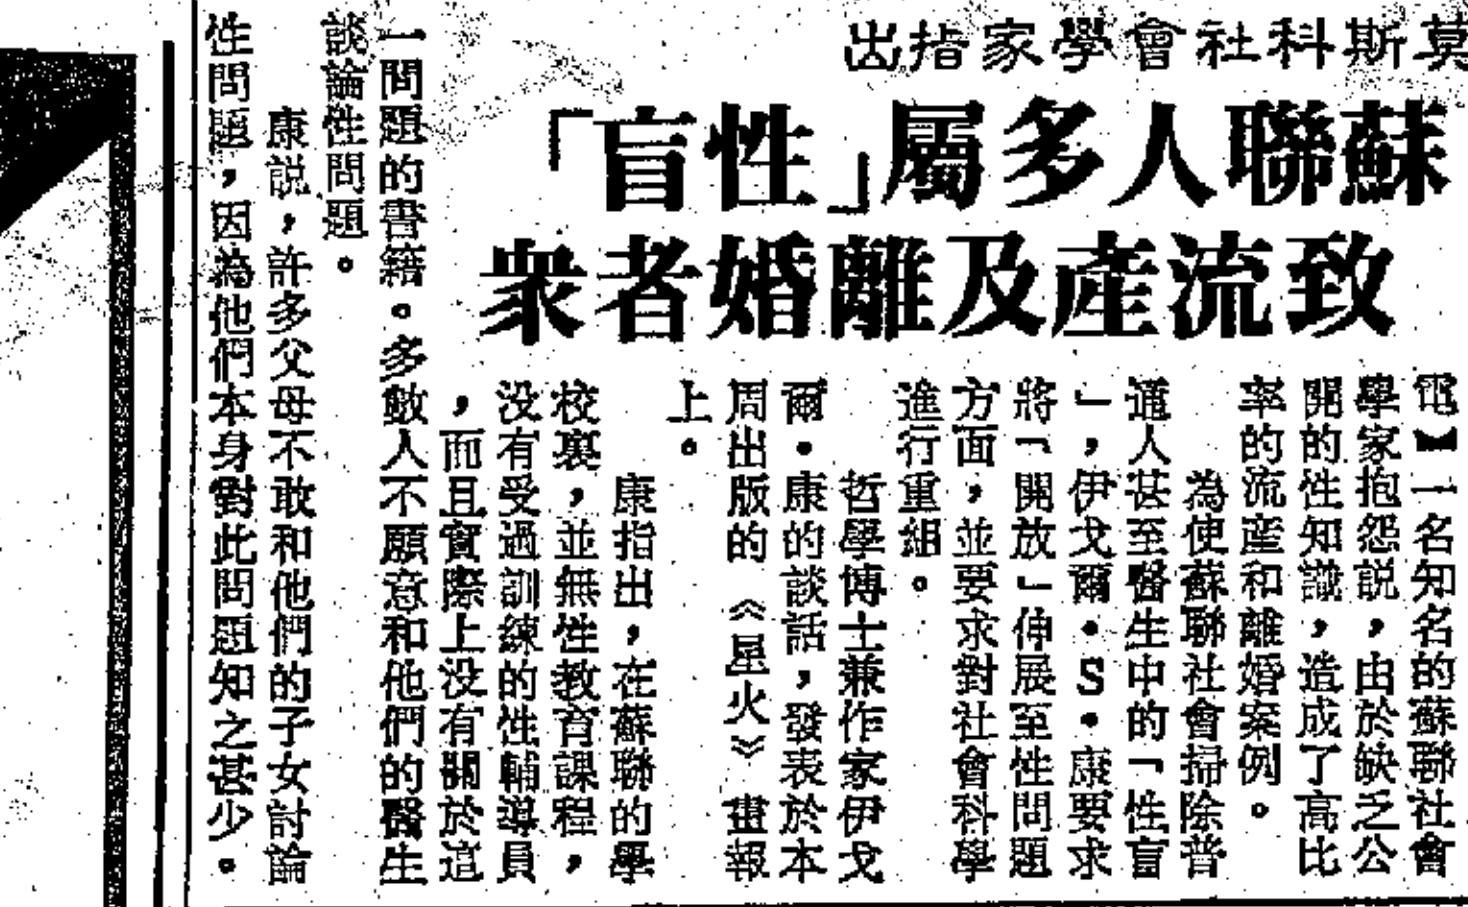 莫斯科社會學家指出
蘇聯人多屬「性盲」
致流産及離婚者衆
電】一名知名的蘇聯社會
學家抱怨説，由於缺乏公
開的性知識，造成了高比
率的流産和離婚案例。
為使蘇聯社會掃除普
通人甚至醫生中的「性盲
」，伊戈爾·S·康要求
將「開放」伸展至性問題
方面，並要求對社會科學
進行重組。
哲學博士兼作家伊戈
爾·康的談話，發表於本
周出版的《星火》畫報
上。
康指出，在蘇聯的學
校裏，並無性教育課程，
没有受過訓練的性輔導員
，而且實際上没有關於這
一問題的書籍。多數人不願意和他們的醫生
談論性問題。
康説，許多父母不敢和他們的子女討論
性問題，因為他們本身對此問題知之甚少。